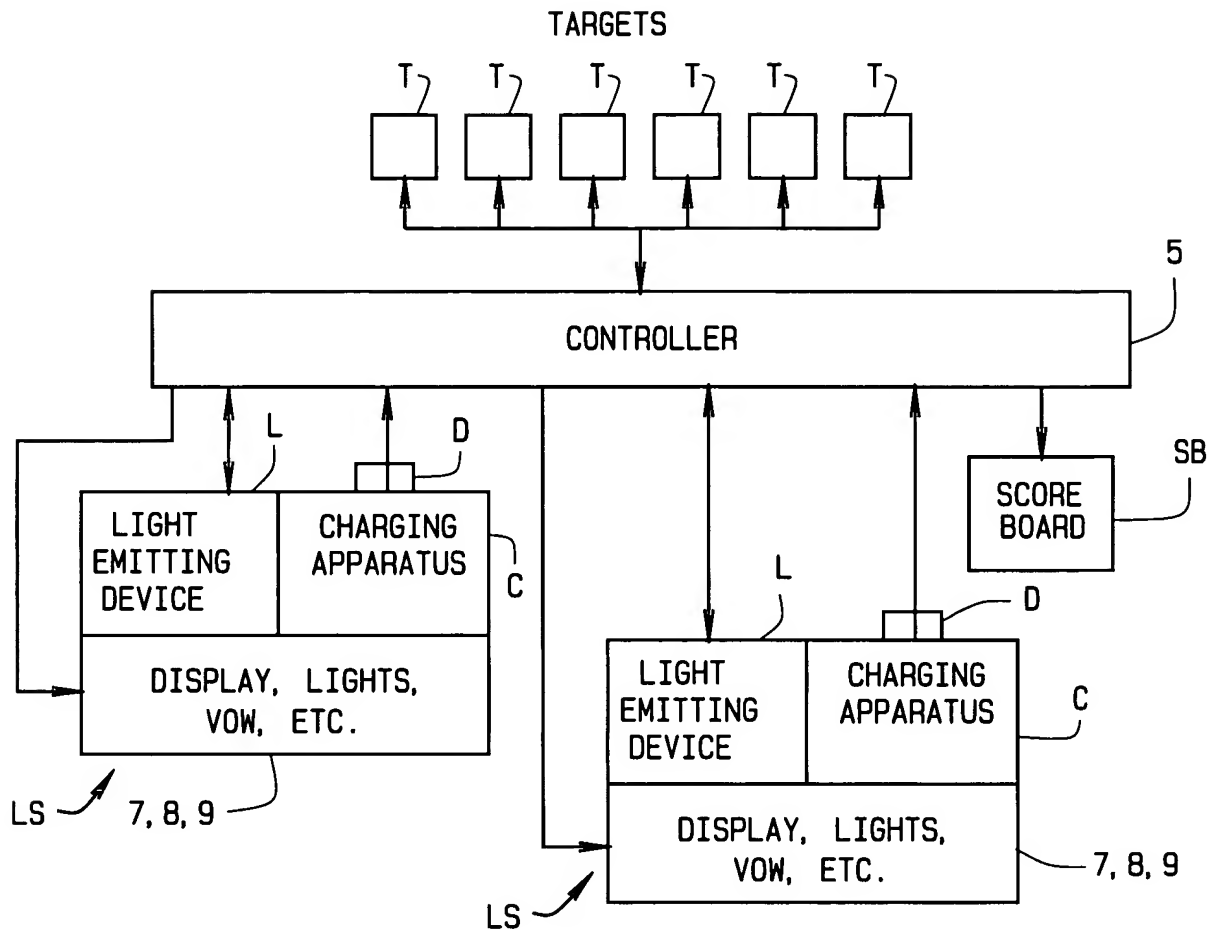 TARGETS
T T T T T T
5
CONTROLLER
L
D
SB
LIGHT
EMITTING
DEVICE
CHARGING
APPARATUS
C
SCORE
BOARD
DISPLAY, LIGHTS,
VOW, ETC.
LS
7, 8, 9
L
D
LIGHT
EMITTING
DEVICE
CHARGING
APPARATUS
C
DISPLAY, LIGHTS,
VOW, ETC.
7, 8, 9
LS